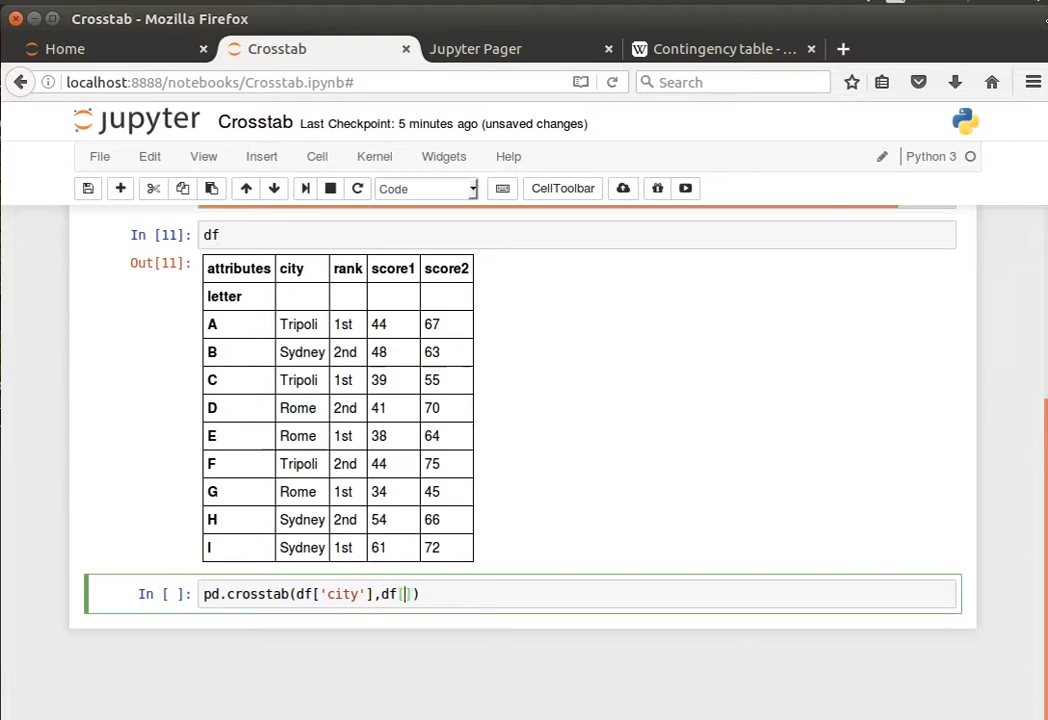 Crosstab - Mozilla Firefox
Home Crosstab Jupyter Pager Contingency table - ...
localhost:8888/notebooks/Crosstab.ipynb# Search
jupyter Crosstab Last Checkpoint: 5 minutes ago (unsaved changes)
File Edit View Insert Cell Kernel Widgets Help Python 3
Code CellToolbar
In [11]: df
Out[11]:
attributes city rank score1 score2
letter
A Tripoli 1st 44 67
B Sydney 2nd 48 63
C Tripoli 1st 39 55
D Rome 2nd 41 70
E Rome 1st 38 64
F Tripoli 2nd 44 75
G Rome 1st 34 45
H Sydney 2nd 54 66
I Sydney 1st 61 72
In [ ]: pd.crosstab(df['city'],df[])